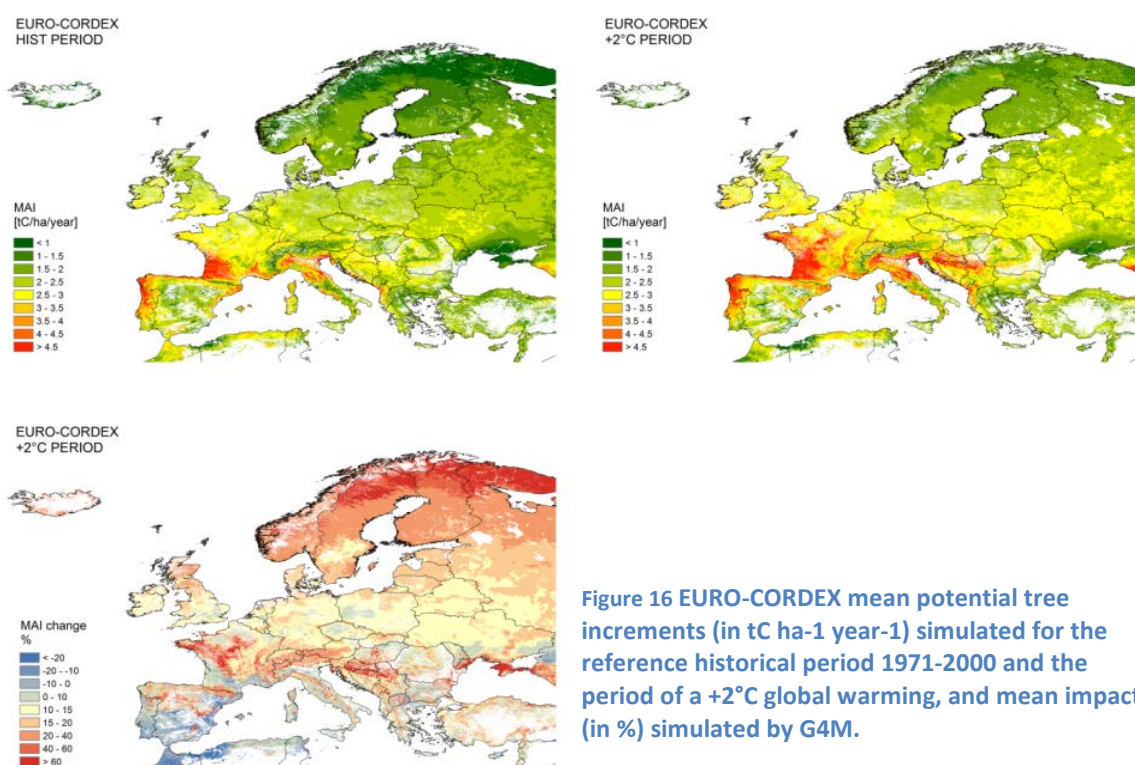 EURO-CORDEX
HIST PERIOD
MAI
[tC/ha/year]
< 1
1 - 1.5
1.5 - 2
2 - 2.5
2.5 - 3
3 - 3.5
3.5 - 4
4 - 4.5
> 4.5
EURO-CORDEX
+2°C PERIOD
MAI
[tC/ha/year]
< 1
1 - 1.5
1.5 - 2
2 - 2.5
2.5 - 3
3 - 3.5
3.5 - 4
4 - 4.5
> 4.5
EURO-CORDEX
+2°C PERIOD
MAI change
%
< -20
-20 - -10
-10 - 0
0 - 10
10 - 15
15 - 20
20 - 40
40 - 60
> 60
Figure 16 EURO-CORDEX mean potential tree
increments (in tC ha-1 year-1) simulated for the
reference historical period 1971-2000 and the
period of a +2°C global warming, and mean impact
(in %) simulated by G4M.